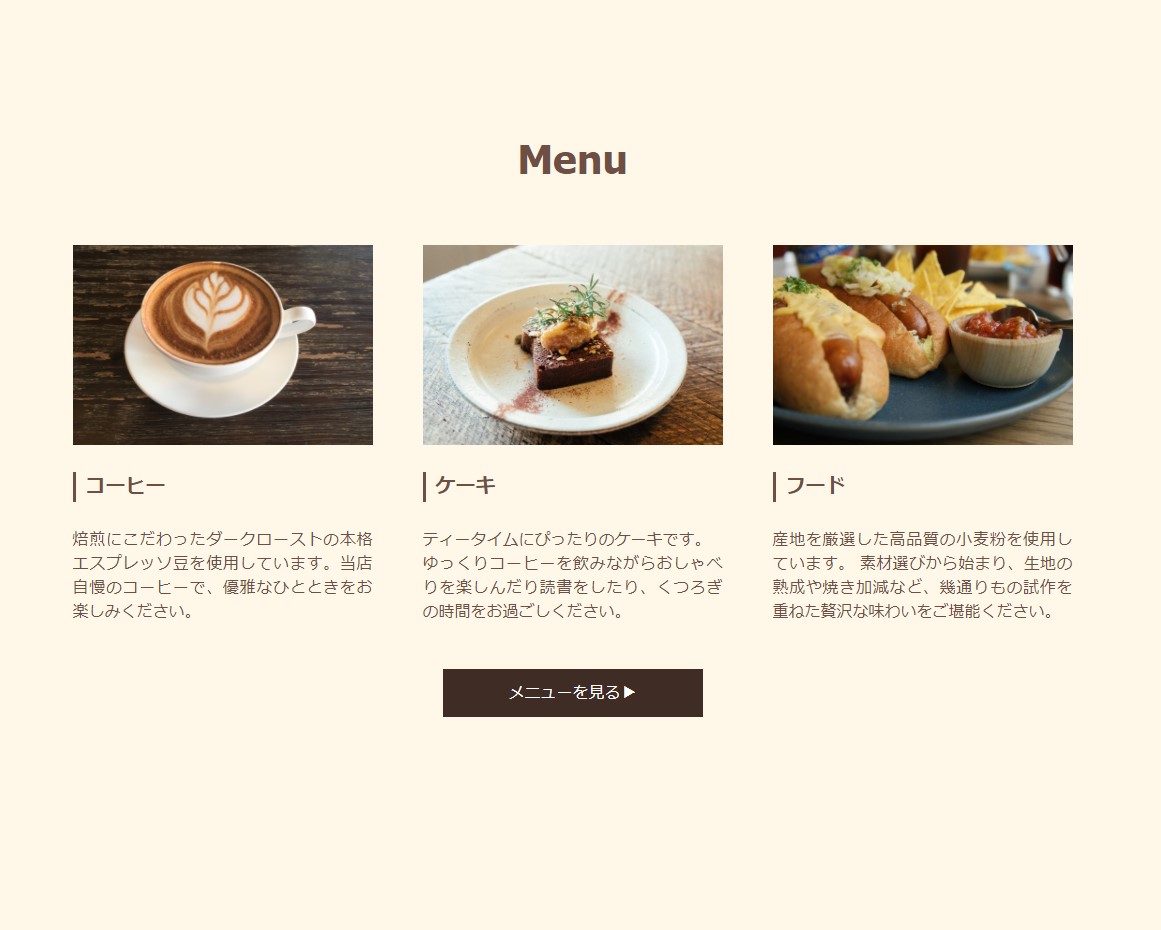 Menu
コーヒー
焙煎にこだわったダークローストの本格
エスプレッソ豆を使用しています。当店
自慢のコーヒーで、優雅なひとときをお
楽しみください。
ケーキ
ティータイムにぴったりのケーキです。
ゆっくりコーヒーを飲みながらおしゃべ
りを楽しんだり読書をしたり、くつろぎ
の時間をお過ごしください。
フード
産地を厳選した高品質の小麦粉を使用し
ています。 素材選びから始まり、生地の
熟成や焼き加減など、幾通りもの試作を
重ねた贅沢な味わいをご堪能ください。
メニューを見る▶